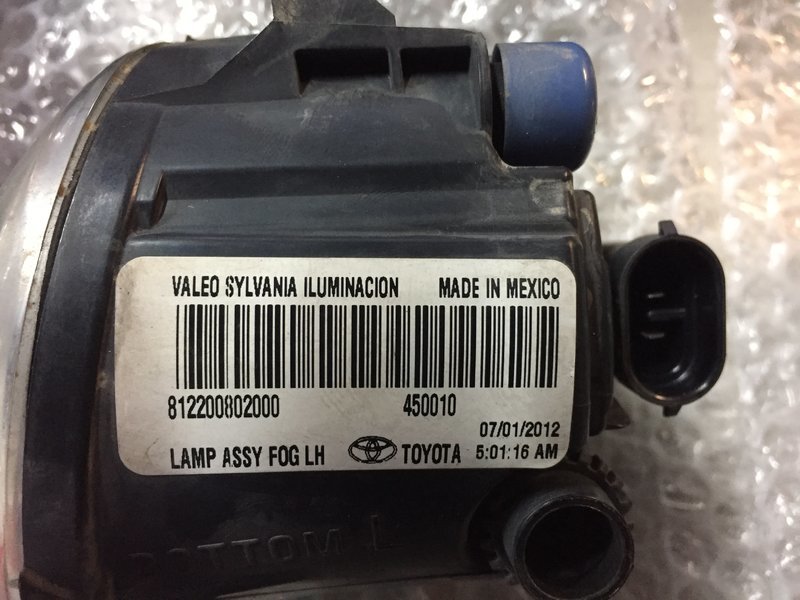 VALEO SYLVANIA ILUMINACION MADE IN MEXICO
812200802000 450010
07/01/2012
LAMP ASSY FOG LH TOYOTA 5:01:16 AM
BOTTOM L